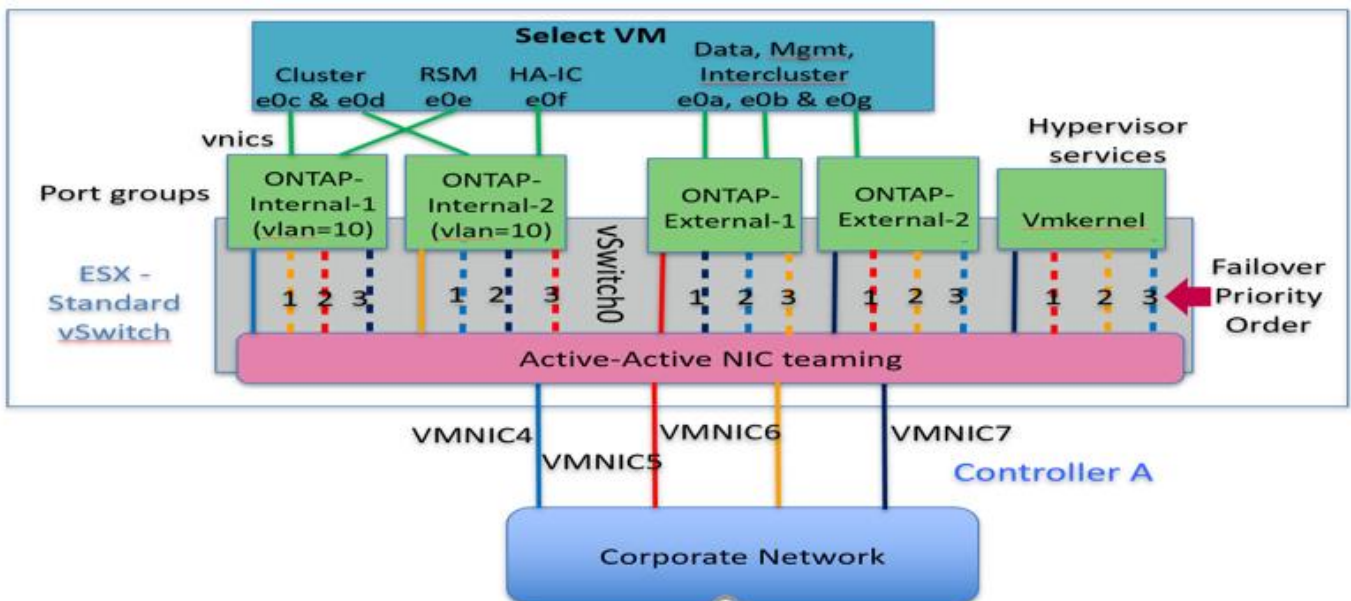 Select VM
Cluster
e0c & e0d
RSM
e0e
HA-IC
e0f
Data, Mgmt,
Intercluster
e0a, e0b & e0g
vnics
Hypervisor
services
Port groups
ONTAP-
Internal-1
(vlan=10)
ONTAP-
Internal-2
(vlan=10)
ONTAP-
External-1
ONTAP-
External-2
Vmkernel
ESX -
Standard
vSwitch
vSwitch0
1 2 3
1 2 3
1 2 3
1 2 3
1 2 3
Failover
Priority
Order
Active-Active NIC teaming
VMNIC4
VMNIC5
VMNIC6
VMNIC7
Controller A
Corporate Network